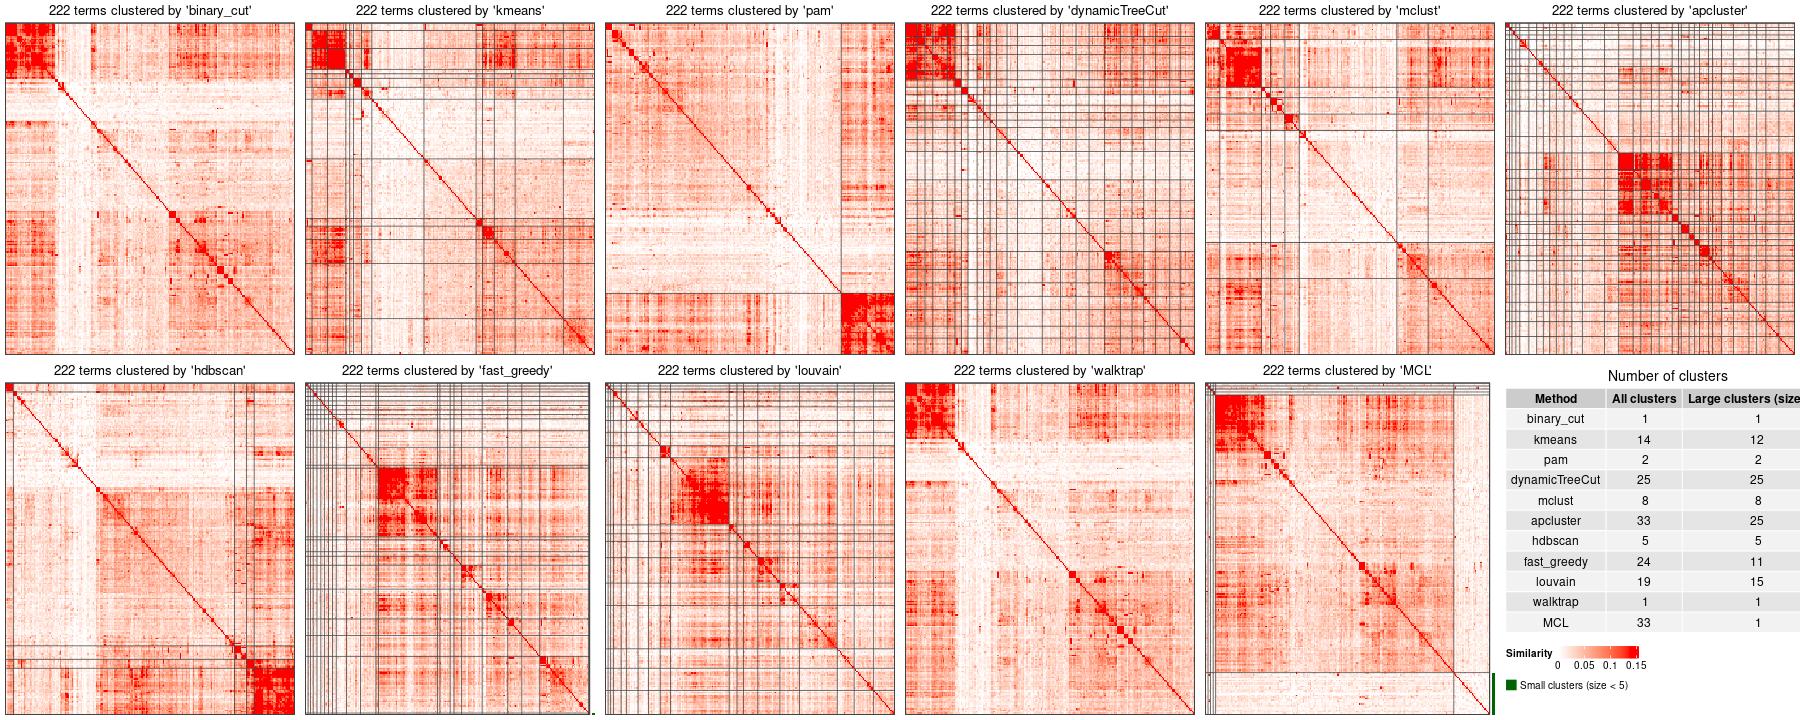 222 terms clustered by 'binary_cut'
222 terms clustered by 'kmeans'
222 terms clustered by 'pam'
222 terms clustered by 'dynamicTreeCut'
222 terms clustered by 'mclust'
222 terms clustered by 'apcluster'
222 terms clustered by 'hdbscan'
222 terms clustered by 'fast_greedy'
222 terms clustered by 'louvain'
222 terms clustered by 'walktrap'
222 terms clustered by 'MCL'
Number of clusters
Method All clusters Large clusters (size
binary_cut 1 1
kmeans 14 12
pam 2 2
dynamicTreeCut 25 25
mclust 8 8
apcluster 33 25
hdbscan 5 5
fast_greedy 24 11
louvain 19 15
walktrap 1 1
MCL 33 1
Similarity
0 0.05 0.1 0.15
Small clusters (size < 5)